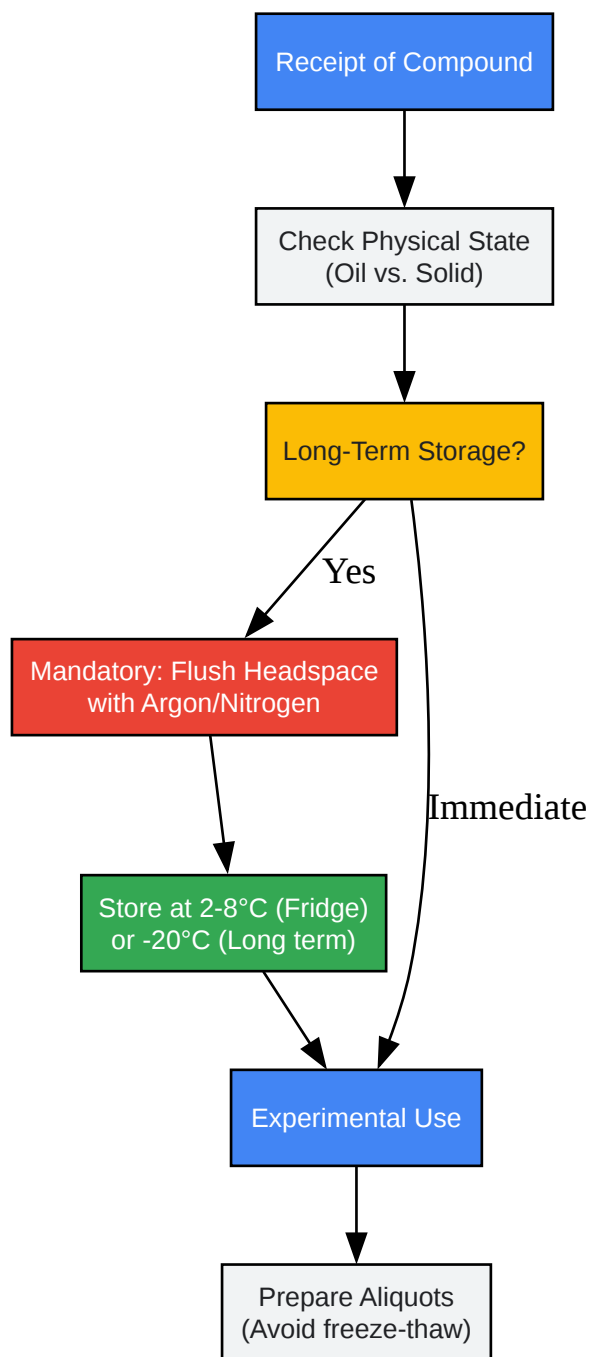 Receipt of Compound
Check Physical State
(Oil vs. Solid)
Long-Term Storage?
Yes
Mandatory: Flush Headspace
with Argon/Nitrogen
Immediate
Store at 2-8°C (Fridge)
or -20°C (Long term)
Experimental Use
Prepare Aliquots
(Avoid freeze-thaw)